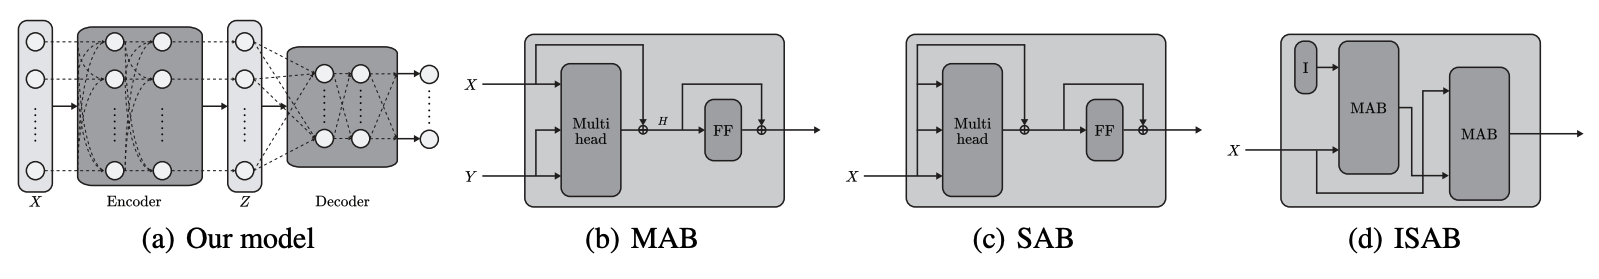 X
Encoder
Z
Decoder
(a) Our model
X
Y
Multi
head
H
FF
(b) MAB
X
Multi
head
FF
(c) SAB
I
X
MAB
MAB
(d) ISAB